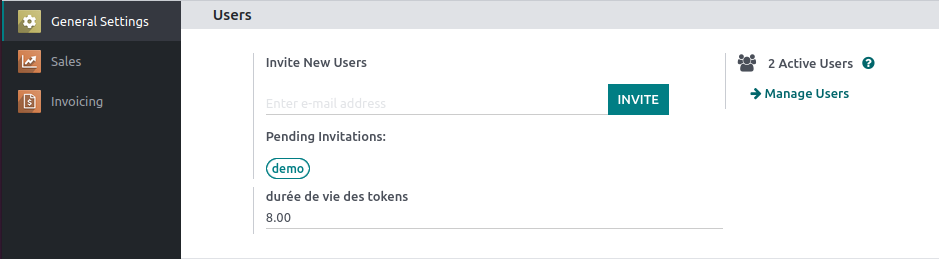 General Settings
Sales
Invoicing
Users
Invite New Users
Enter e-mail address
INVITE
Pending Invitations:
demo
durée de vie des tokens
8.00
2 Active Users ?
Manage Users